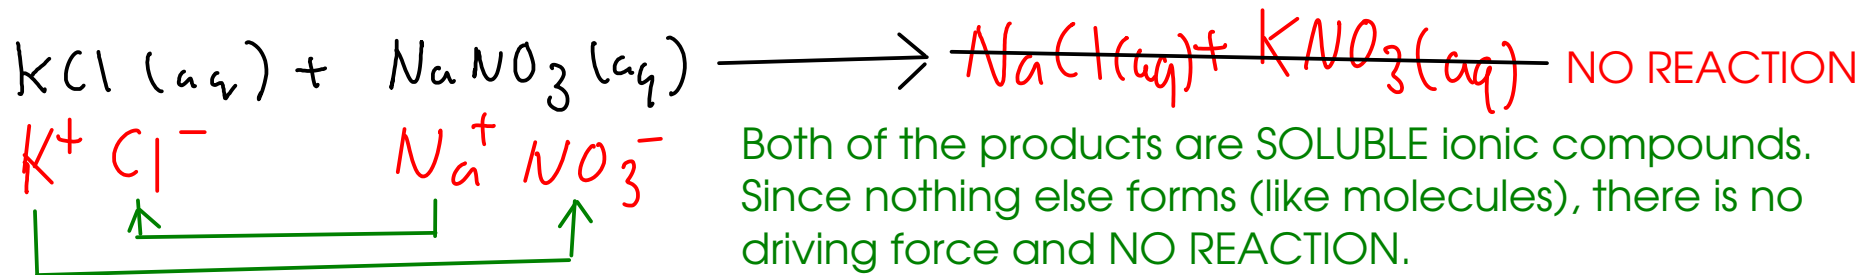 KCl (aq) + NaNO₃ (aq) ⟶ ~~NaCl(aq) + KNO₃(aq)~~ NO REACTION
K⁺ Cl⁻ Na⁺ NO₃⁻
Both of the products are SOLUBLE ionic compounds.
Since nothing else forms (like molecules), there is no
driving force and NO REACTION.